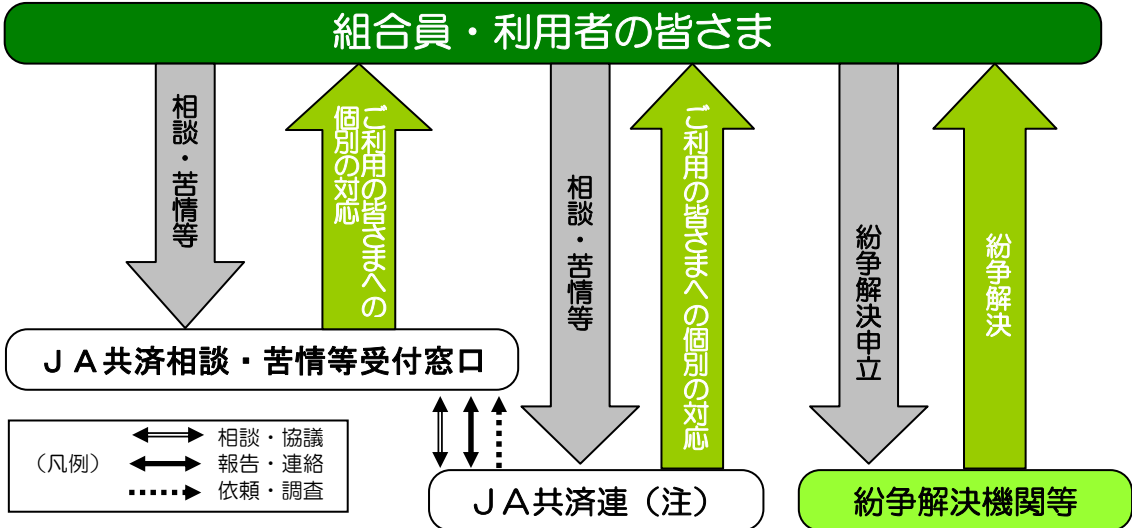 組合員・利用者の皆さま
相談・苦情等
ご利用の皆さまへの
個別の対応
相談・苦情等
ご利用の皆さまへの個別の対応
紛争解決申立
紛争解決
ＪＡ共済相談・苦情等受付窓口
（凡例）
相談・協議
報告・連絡
依頼・調査
ＪＡ共済連（注）
紛争解決機関等